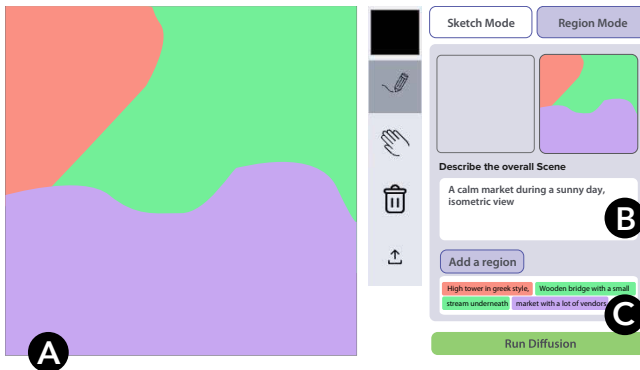 Sketch Mode
Region Mode
Describe the overall Scene
A calm market during a sunny day,
isometric view
B
Add a region
High tower in greek style, Wooden bridge with a small
stream underneath market with a lot of vendors
C
Run Diffusion
A